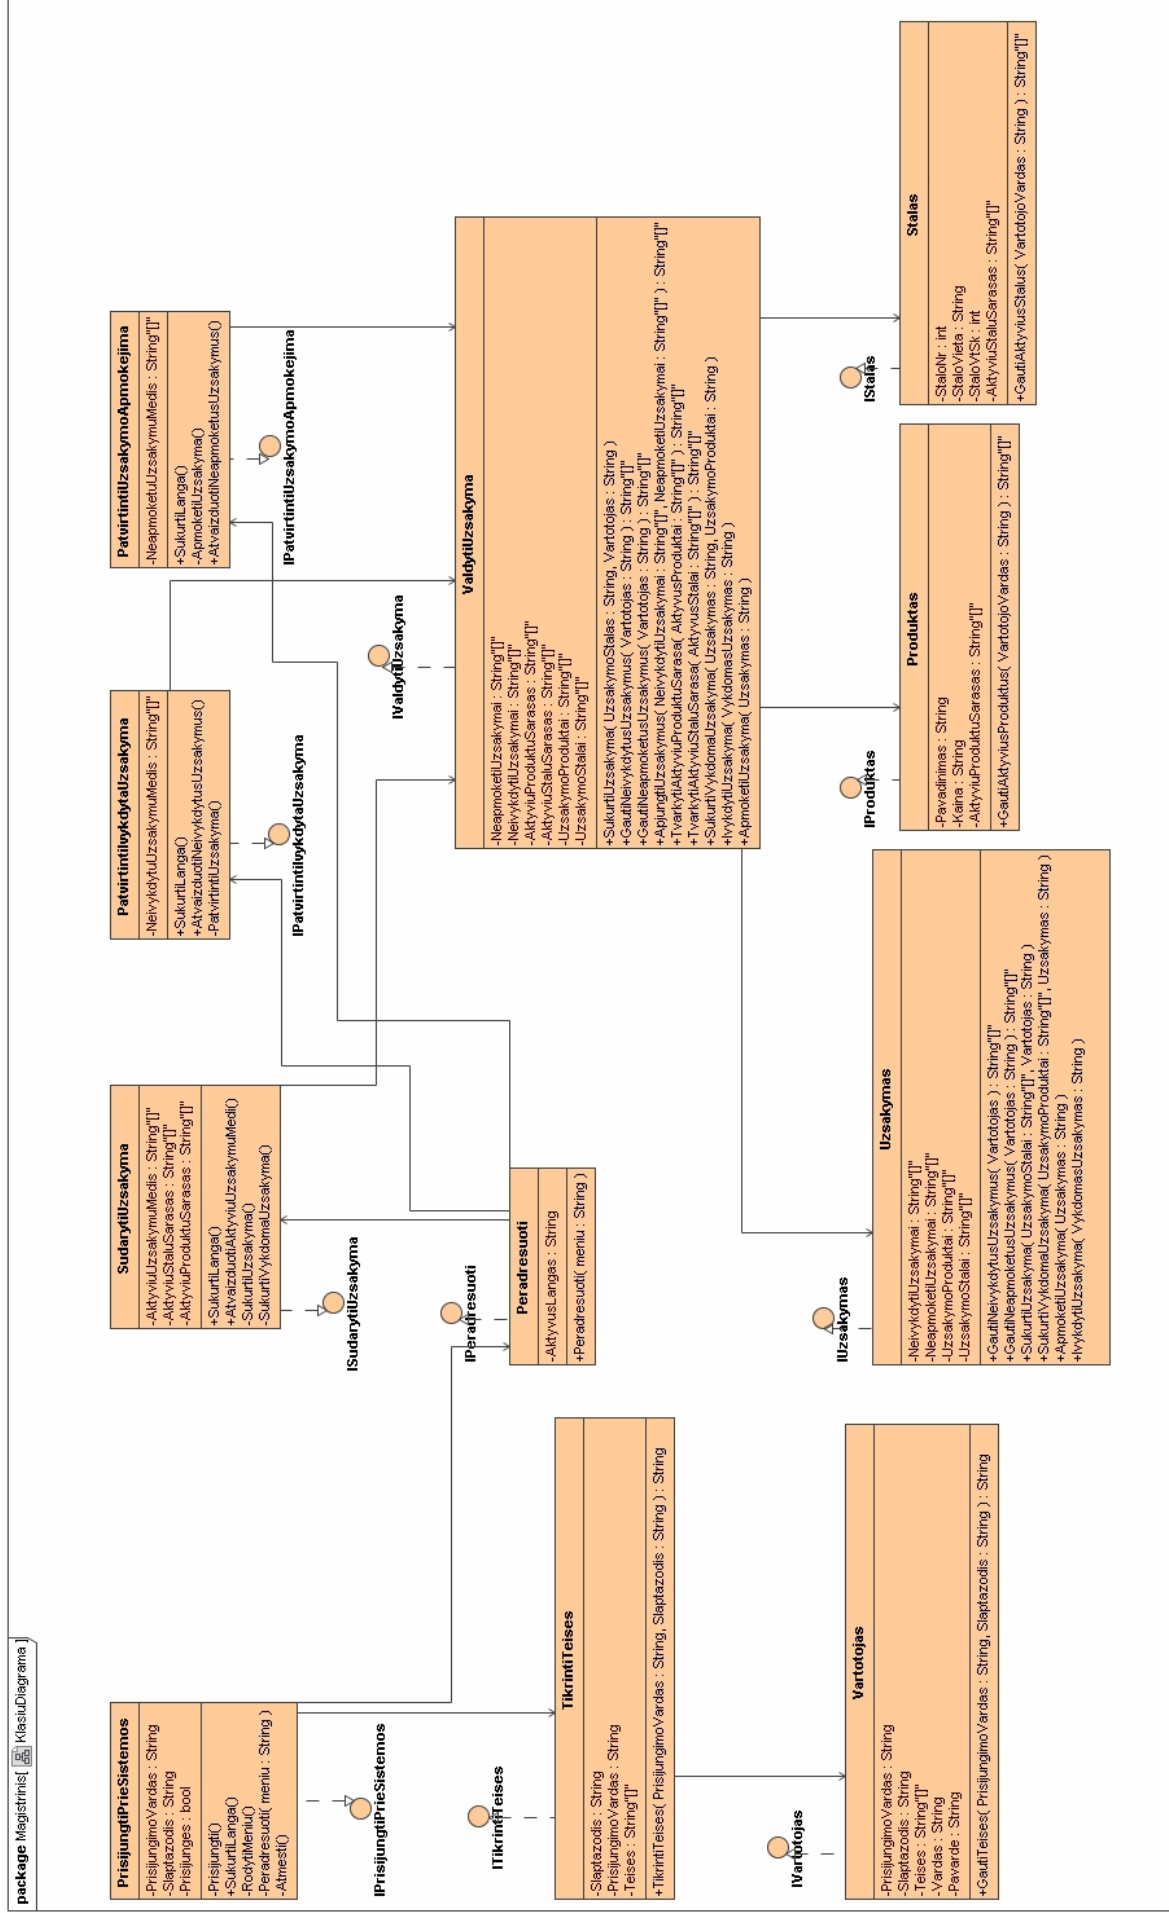 package Magistrinis[ KlasiuDiagrama ]
PrisijungtiPrieSistemos
-PrisijungimoVardas : String
-Slaptazodis : String
-Prisijunges : bool
-Prisijungti()
+SukurtiLanga()
-RodytiMeniu()
-Peradresuoti( meniu : String )
-Atmesti()
IPrisijungtiPrieSistemos
SudarytiUzsakyma
-AktyviuUzsakymuMedis : String"[]"
-AktyviuStaluSarasas : String"[]"
-AktyviuProduktuSarasas : String"[]"
+SukurtiLanga()
+AtvaizduotiAktyviuUzsakymuMedi()
-SukurtiUzsakyma()
-SukurtiVykdomaUzsakyma()
ISudarytiUzsakyma
PatvirtintiIvykdytaUzsakyma
-NeivykdytuUzsakymuMedis : String"[]"
+SukurtiLanga()
+AtvaizduotiNeivykdytusUzsakymus()
-PatvirtintiUzsakyma()
IPatvirtintiIvykdytaUzsakyma
PatvirtintiUzsakymoApmokejima
-NeapmoketuUzsakymuMedis : String"[]"
+SukurtiLanga()
-ApmoketiUzsakyma()
+AtvaizduotiNeapmoketusUzsakymus()
IPatvirtintiUzsakymoApmokejima
ITikrintiTeises
TikrintiTeises
-Slaptazodis : String
-PrisijungimoVardas : String
-Teises : String"[]"
+TikrintiTeises( PrisijungimoVardas : String, Slaptazodis : String ) : String
IPeradresuoti
Peradresuoti
-AktyvusLangas : String
+Peradresuoti( meniu : String )
IValdytiUzsakyma
ValdytiUzsakyma
-NeapmoketiUzsakymai : String"[]"
-NeivykdytiUzsakymai : String"[]"
-AktyviuProduktuSarasas : String"[]"
-AktyviuStaluSarasas : String"[]"
-UzsakymoProduktai : String"[]"
-UzsakymoStalai : String"[]"
+SukurtiUzsakyma( UzsakymoStalas : String, Vartotojas : String )
+GautiNeivykdytusUzsakymus( Vartotojas : String ) : String"[]"
+GautiNeapmoketusUzsakymus( Vartotojas : String ) : String"[]"
+ApjungtiUzsakymus( NeivykdytiUzsakymai : String"[]", NeapmoketiUzsakymai : String"[]" ) : String"[]"
+TvarkytiAktyviuProduktuSarasa( AktyvusProduktai : String"[]" ) : String"[]"
+TvarkytiAktyviuStaluSarasa( AktyvusStalai : String"[]" ) : String"[]"
+SukurtiVykdomaUzsakyma( Uzsakymas : String, UzsakymoProduktai : String )
+IvykdytiUzsakyma( VykdomasUzsakymas : String )
+ApmoketiUzsakyma( Uzsakymas : String )
IVartotojas
Vartotojas
-PrisijungimoVardas : String
-Slaptazodis : String
-Teises : String"[]"
-Vardas : String
-Pavarde : String
+GautiTeises( PrisijungimoVardas : String, Slaptazodis : String ) : String
IUzsakymas
Uzsakymas
-NeivykdytiUzsakymai : String"[]"
-NeapmoketiUzsakymai : String"[]"
-UzsakymoProduktai : String"[]"
-UzsakymoStalai : String"[]"
+GautiNeivykdytusUzsakymus( Vartotojas ) : String"[]"
+GautiNeapmoketusUzsakymus( Vartotojas : String ) : String"[]"
+SukurtiUzsakyma( UzsakymoStalai : String"[]", Vartotojas : String )
+SukurtiVykdomaUzsakyma( UzsakymoProduktai : String"[]", Uzsakymas : String )
+ApmoketiUzsakyma( Uzsakymas : String )
+IvykdytiUzsakyma( VykdomasUzsakymas : String )
IProduktas
Produktas
-Pavadinimas : String
-Kaina : String
-AktyviuProduktuSarasas : String"[]"
+GautiAktyviusProduktus( VartotojoVardas : String ) : String"[]"
IStalas
Stalas
-StaloNr : int
-StaloVieta : String
-StaloVtSk : int
-AktyviuStaluSarasas : String"[]"
+GautiAktyviusStalus( VartotojoVardas : String ) : String"[]"